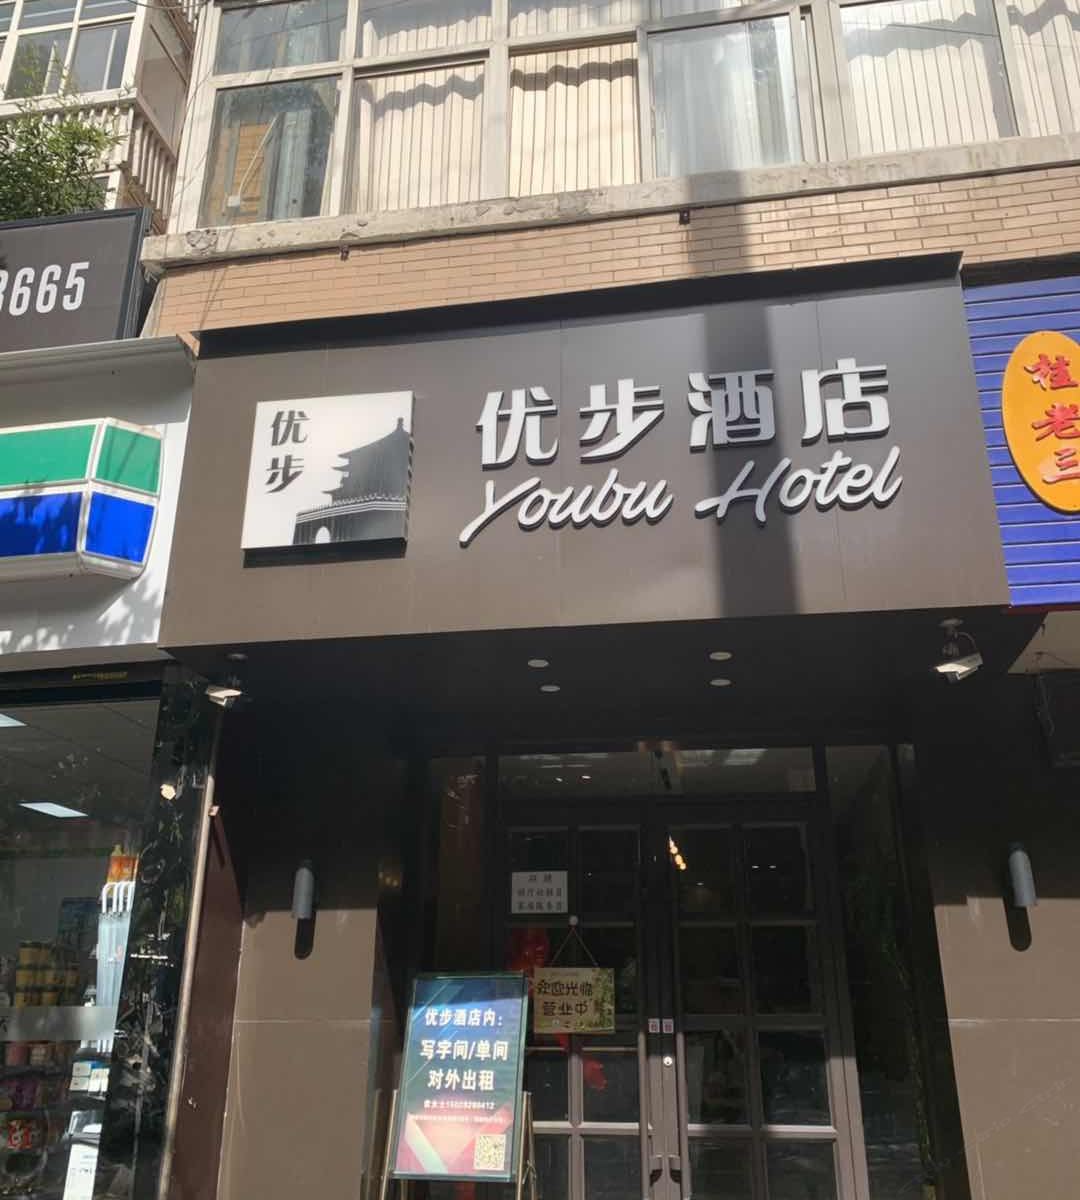 3665
优步
优步酒店
Youbu Hotel
桂老三
欢迎光临
营业中
优步酒店内：
写字间/单间
对外出租